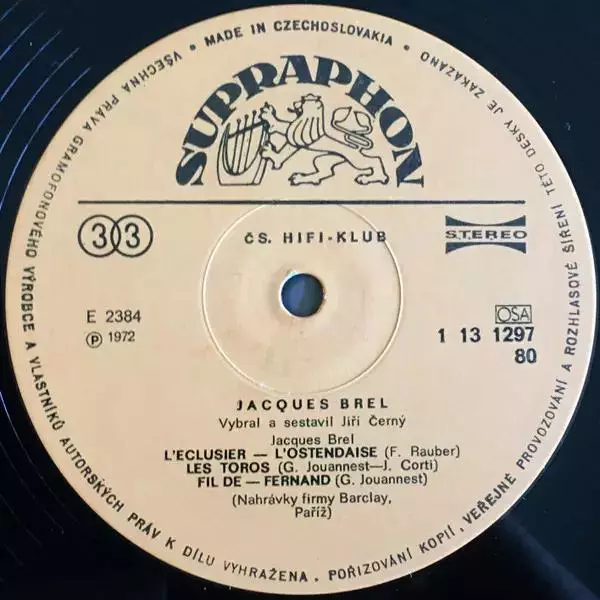 • MADE IN CZECHOSLOVAKIA •
VŠECHNA PRÁVA GRAMOFONOVÉHO VÝROBCE A VLASTNÍKŮ AUTORSKÝCH PRÁV K DÍLU VYHRAŽENA. POŘIZOVÁNÍ KOPIÍ. VEŘEJNÉ PROVOZOVÁNÍ A ROZHLASOVÉ ŠÍŘENÍ TÉTO DESKY JE ZAKÁZÁNO
SUPRAPHON
33
ČS. HIFI-KLUB
STEREO
E 2384
℗ 1972
OSA
1 13 1297
80
JACQUES BREL
Vybral a sestavil Jiří Černý
Jacques Brel
L'ECLUSIER — L'OSTENDAISE (F. Rauber)
LES TOROS (G. Jouannest—J. Corti)
FIL DE — FERNAND (G. Jouannest)
(Nahrávky firmy Barclay,
Paříž)